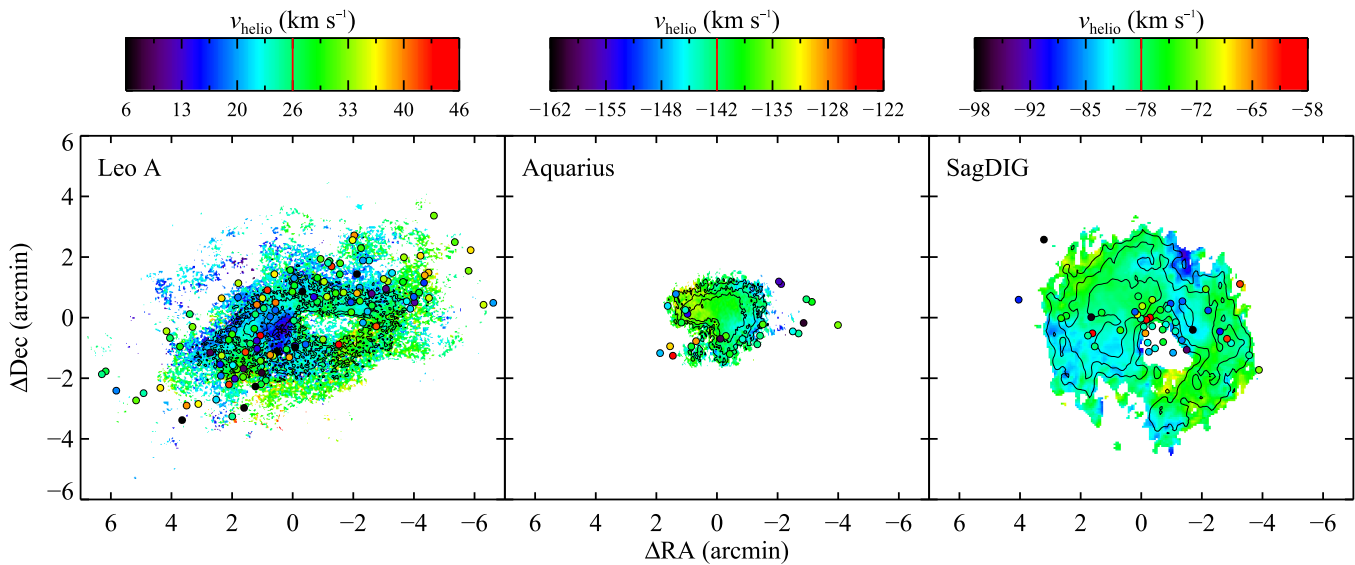 v helio (km s⁻¹) v helio (km s⁻¹) v helio (km s⁻¹)
6 13 20 26 33 40 46 −162 −155 −148 −142 −135 −128 −122 −98 −92 −85 −78 −72 −65 −58
Leo A Aquarius SagDIG
6
4
2
0
−2
−4
−6
ΔDec (arcmin)
6 4 2 0 −2 −4 −6 6 4 2 0 −2 −4 −6 6 4 2 0 −2 −4 −6
ΔRA (arcmin)